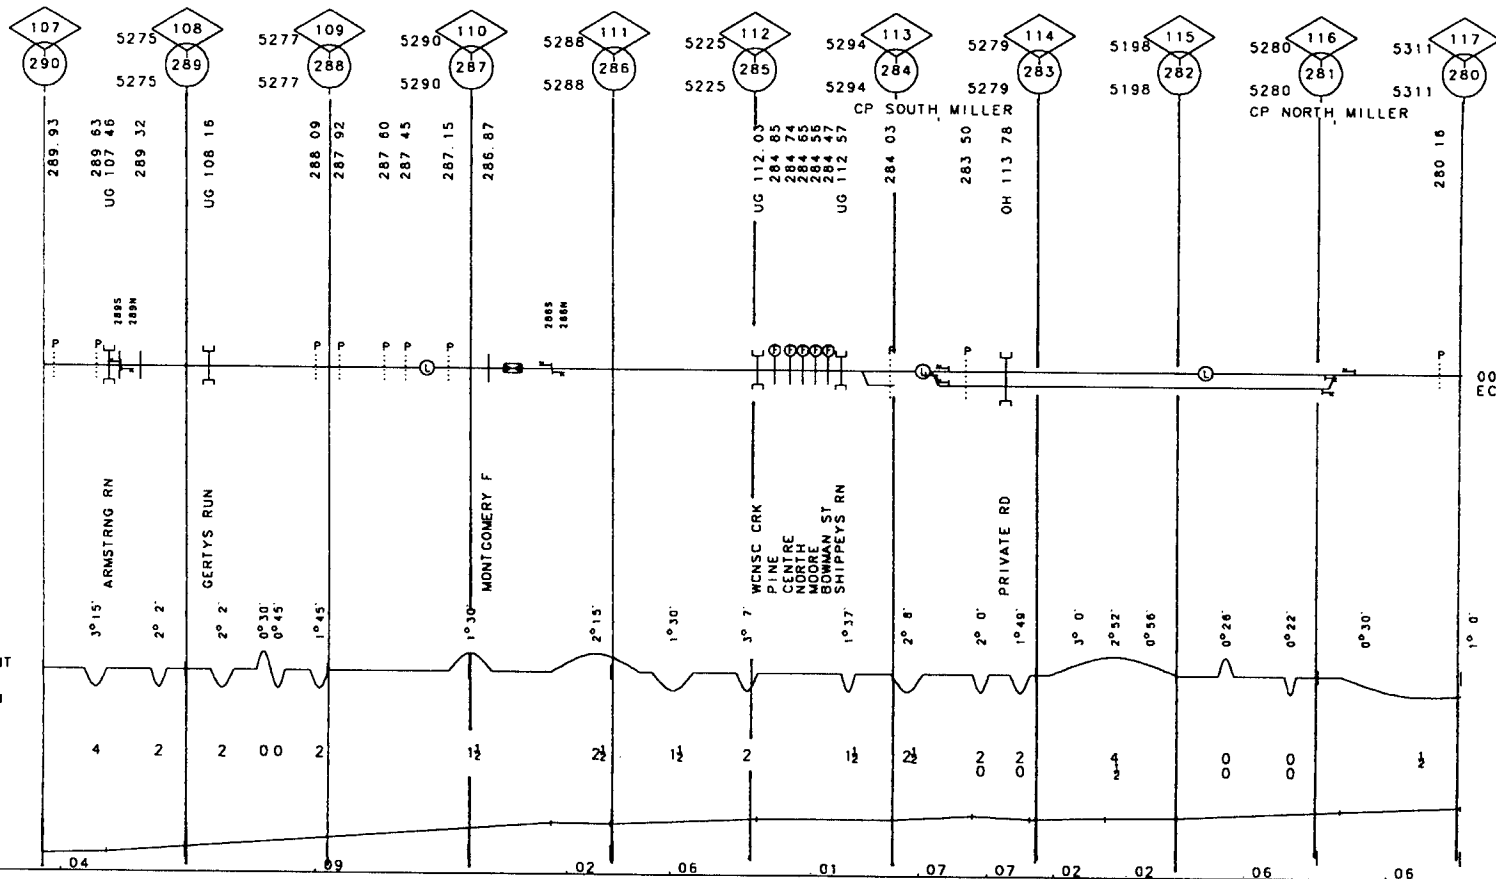 107 108 109 110 111 112 113 114 115 116 117
5275 5277 5290 5288 5225 5294 5279 5198 5280 5311
290 289 288 287 286 285 284 283 282 281 280
5275 5277 5290 5288 5225 5294 5279 5198 5280 5311
CP SOUTH MILLER
CP NORTH MILLER
289.93
289 63
UG 107 46
289 32
UG 108 16
288 09
287 92
287 60
287 45
287.15
286.87
UG 112.03
284 85
284 74
284 65
284 56
284 47
UG 112 57
284 03
283 50
OH 113 78
280 16
289S
289N
286S
286N
P P P P P P P P P P
L L L
F F F F F
00
EC
ARMSTRNG RN
GERTYS RUN
MONTGOMERY F
WCNSC CRK
PINE
CENTRE
NORTH
MOORE
BOWMAN ST
SHIPPEYS RN
PRIVATE RD
3° 15'
2° 2'
2° 2'
0° 30'
0° 45'
1° 45'
1° 30'
2° 15'
1° 30'
3° 7'
1° 37'
2° 8'
2° 0'
1° 49'
3° 0'
2° 52'
0° 56'
0° 26'
0° 22'
0° 30'
1° 0'
4 2 2 0 0 2 1½ 2½ 1½ 2 1½ 2½ 2 2 4 0 0 ½
0 0 ½ 0 0
.04 .09 .02 .06 .01 .07 .07 .02 .02 .06 .06